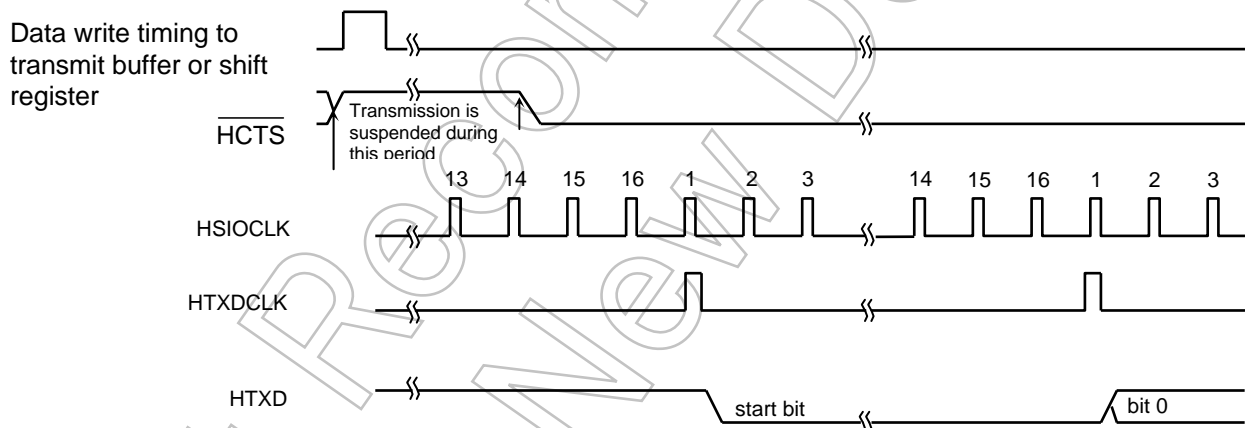 Data write timing to
transmit buffer or shift
register
HCTS
Transmission is
suspended during
this period
13 14 15 16 1 2 3 14 15 16 1 2 3
HSIOCLK
HTXDCLK
HTXD
start bit
bit 0